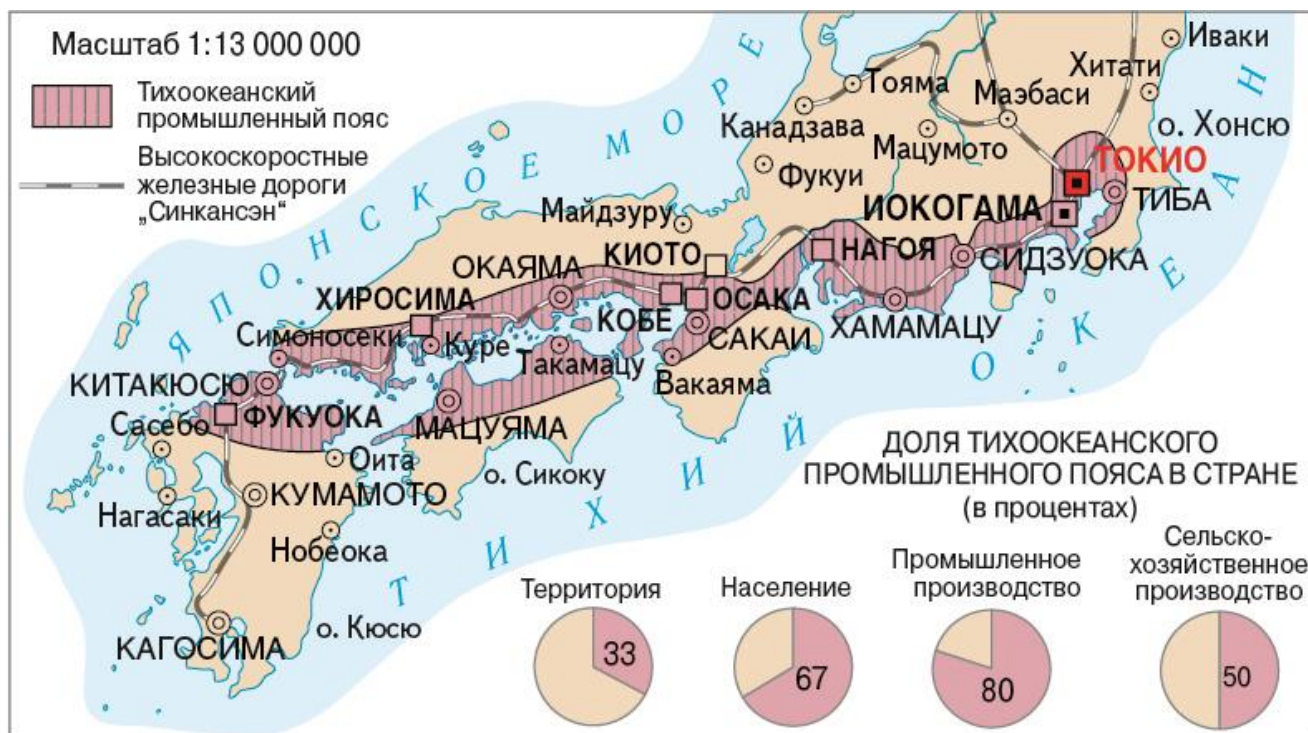 Масштаб 1:13 000 000
Тихоокеанский
промышленный пояс
Высокоскоростные
железные дороги
„Синкансэн“
ЯПОНСКОЕ МОРЕ
Иваки
Хитати
Тояма
Маэбаси
Канадзава
о. Хонсю
Мацумото
ТОКИО
Фукуи
ИОКОГАМА
ТИБА
Майдзуру
КИОТО
НАГОЯ
СИДЗУОКА
ОКАЯМА
ХИРОСИМА
ОСАКА
КОБЕ
ХАМАМАЦУ
Симоносеки
САКАИ
Куре
Такамацу
КИТАКЮСЮ
Вакаяма
ФУКУОКА
Сасебо
МАЦУЯМА
Оита
о. Сикоку
КУМАМОТО
Нагасаки
Нобеока
КАГОСИМА
о. Кюсю
ТИХИЙ ОКЕАН
ДОЛЯ ТИХООКЕАНСКОГО
ПРОМЫШЛЕННОГО ПОЯСА В СТРАНЕ
(в процентах)
Территория
33
Население
67
Промышленное
производство
80
Сельско-
хозяйственное
производство
50